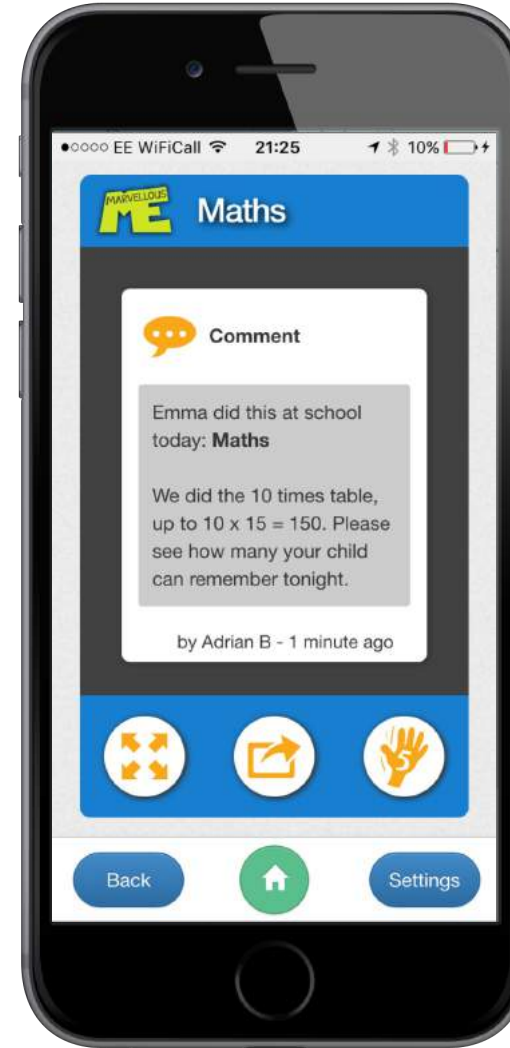 EE WiFiCall 21:25 10%
MARVELLOUS
ME Maths
Comment
Emma did this at school
today: Maths
We did the 10 times table,
up to 10 x 15 = 150. Please
see how many your child
can remember tonight.
by Adrian B - 1 minute ago
5
Back Settings